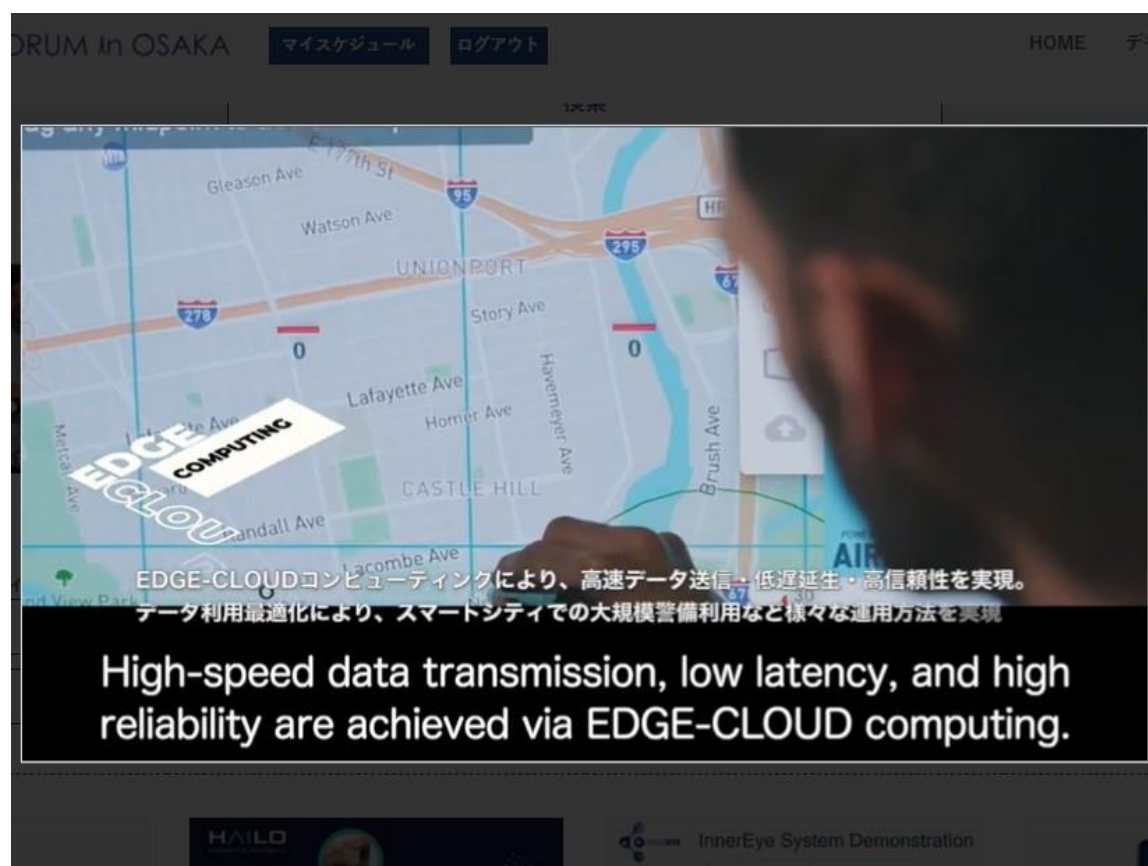 ORUM in OSAKA
マイスケジュール
ログアウト
HOME
検索
E 177th St
Gleason Ave
95
Watson Ave
295
UNIONPORT
67
278
Story Ave
0
0
Havemeyer Ave
Lafayette Ave
Homer Ave
Brush Ave
EDGE
COMPUTING
CLOU
CASTLE HILL
Randall Ave
Lacombe Ave
AIR
EDGE-CLOUDコンピューティングにより、高速データ送信・低遅延生・高信頼性を実現。
67
30
データ利用最適化により、スマートシティでの大規模警備利用など様々な運用方法を実現
High-speed data transmission, low latency, and high
reliability are achieved via EDGE-CLOUD computing.
HAILO
InnerEye System Demonstration